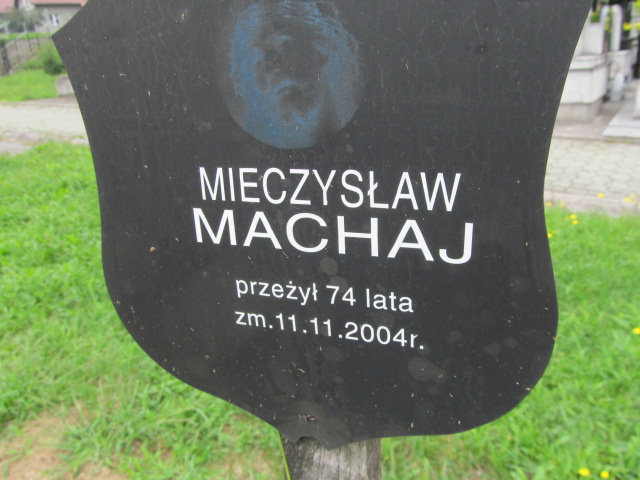 MIECZYSŁAW
MACHAJ
przeżył 74 lata
zm.11.11.2004r.